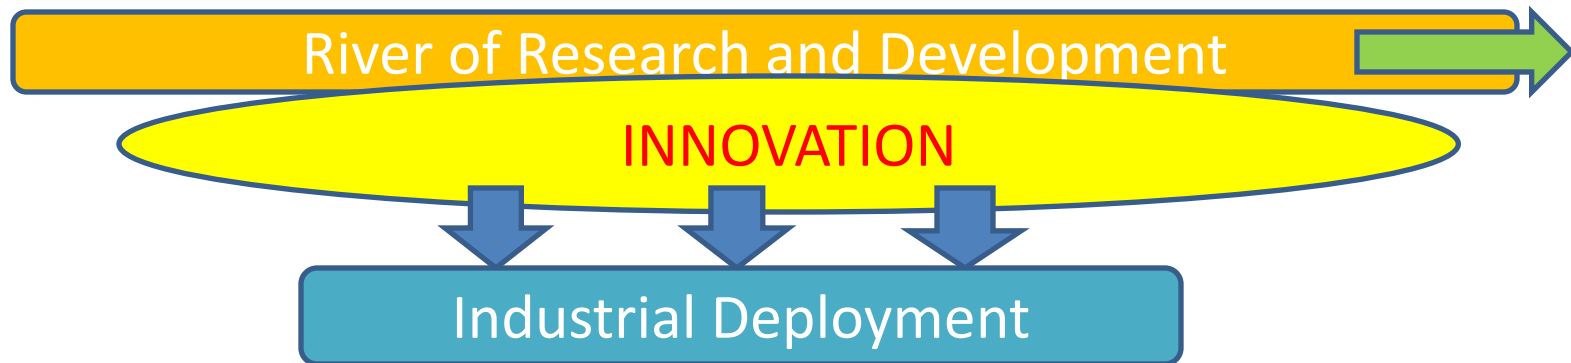 River of Research and Development
INNOVATION
Industrial Deployment